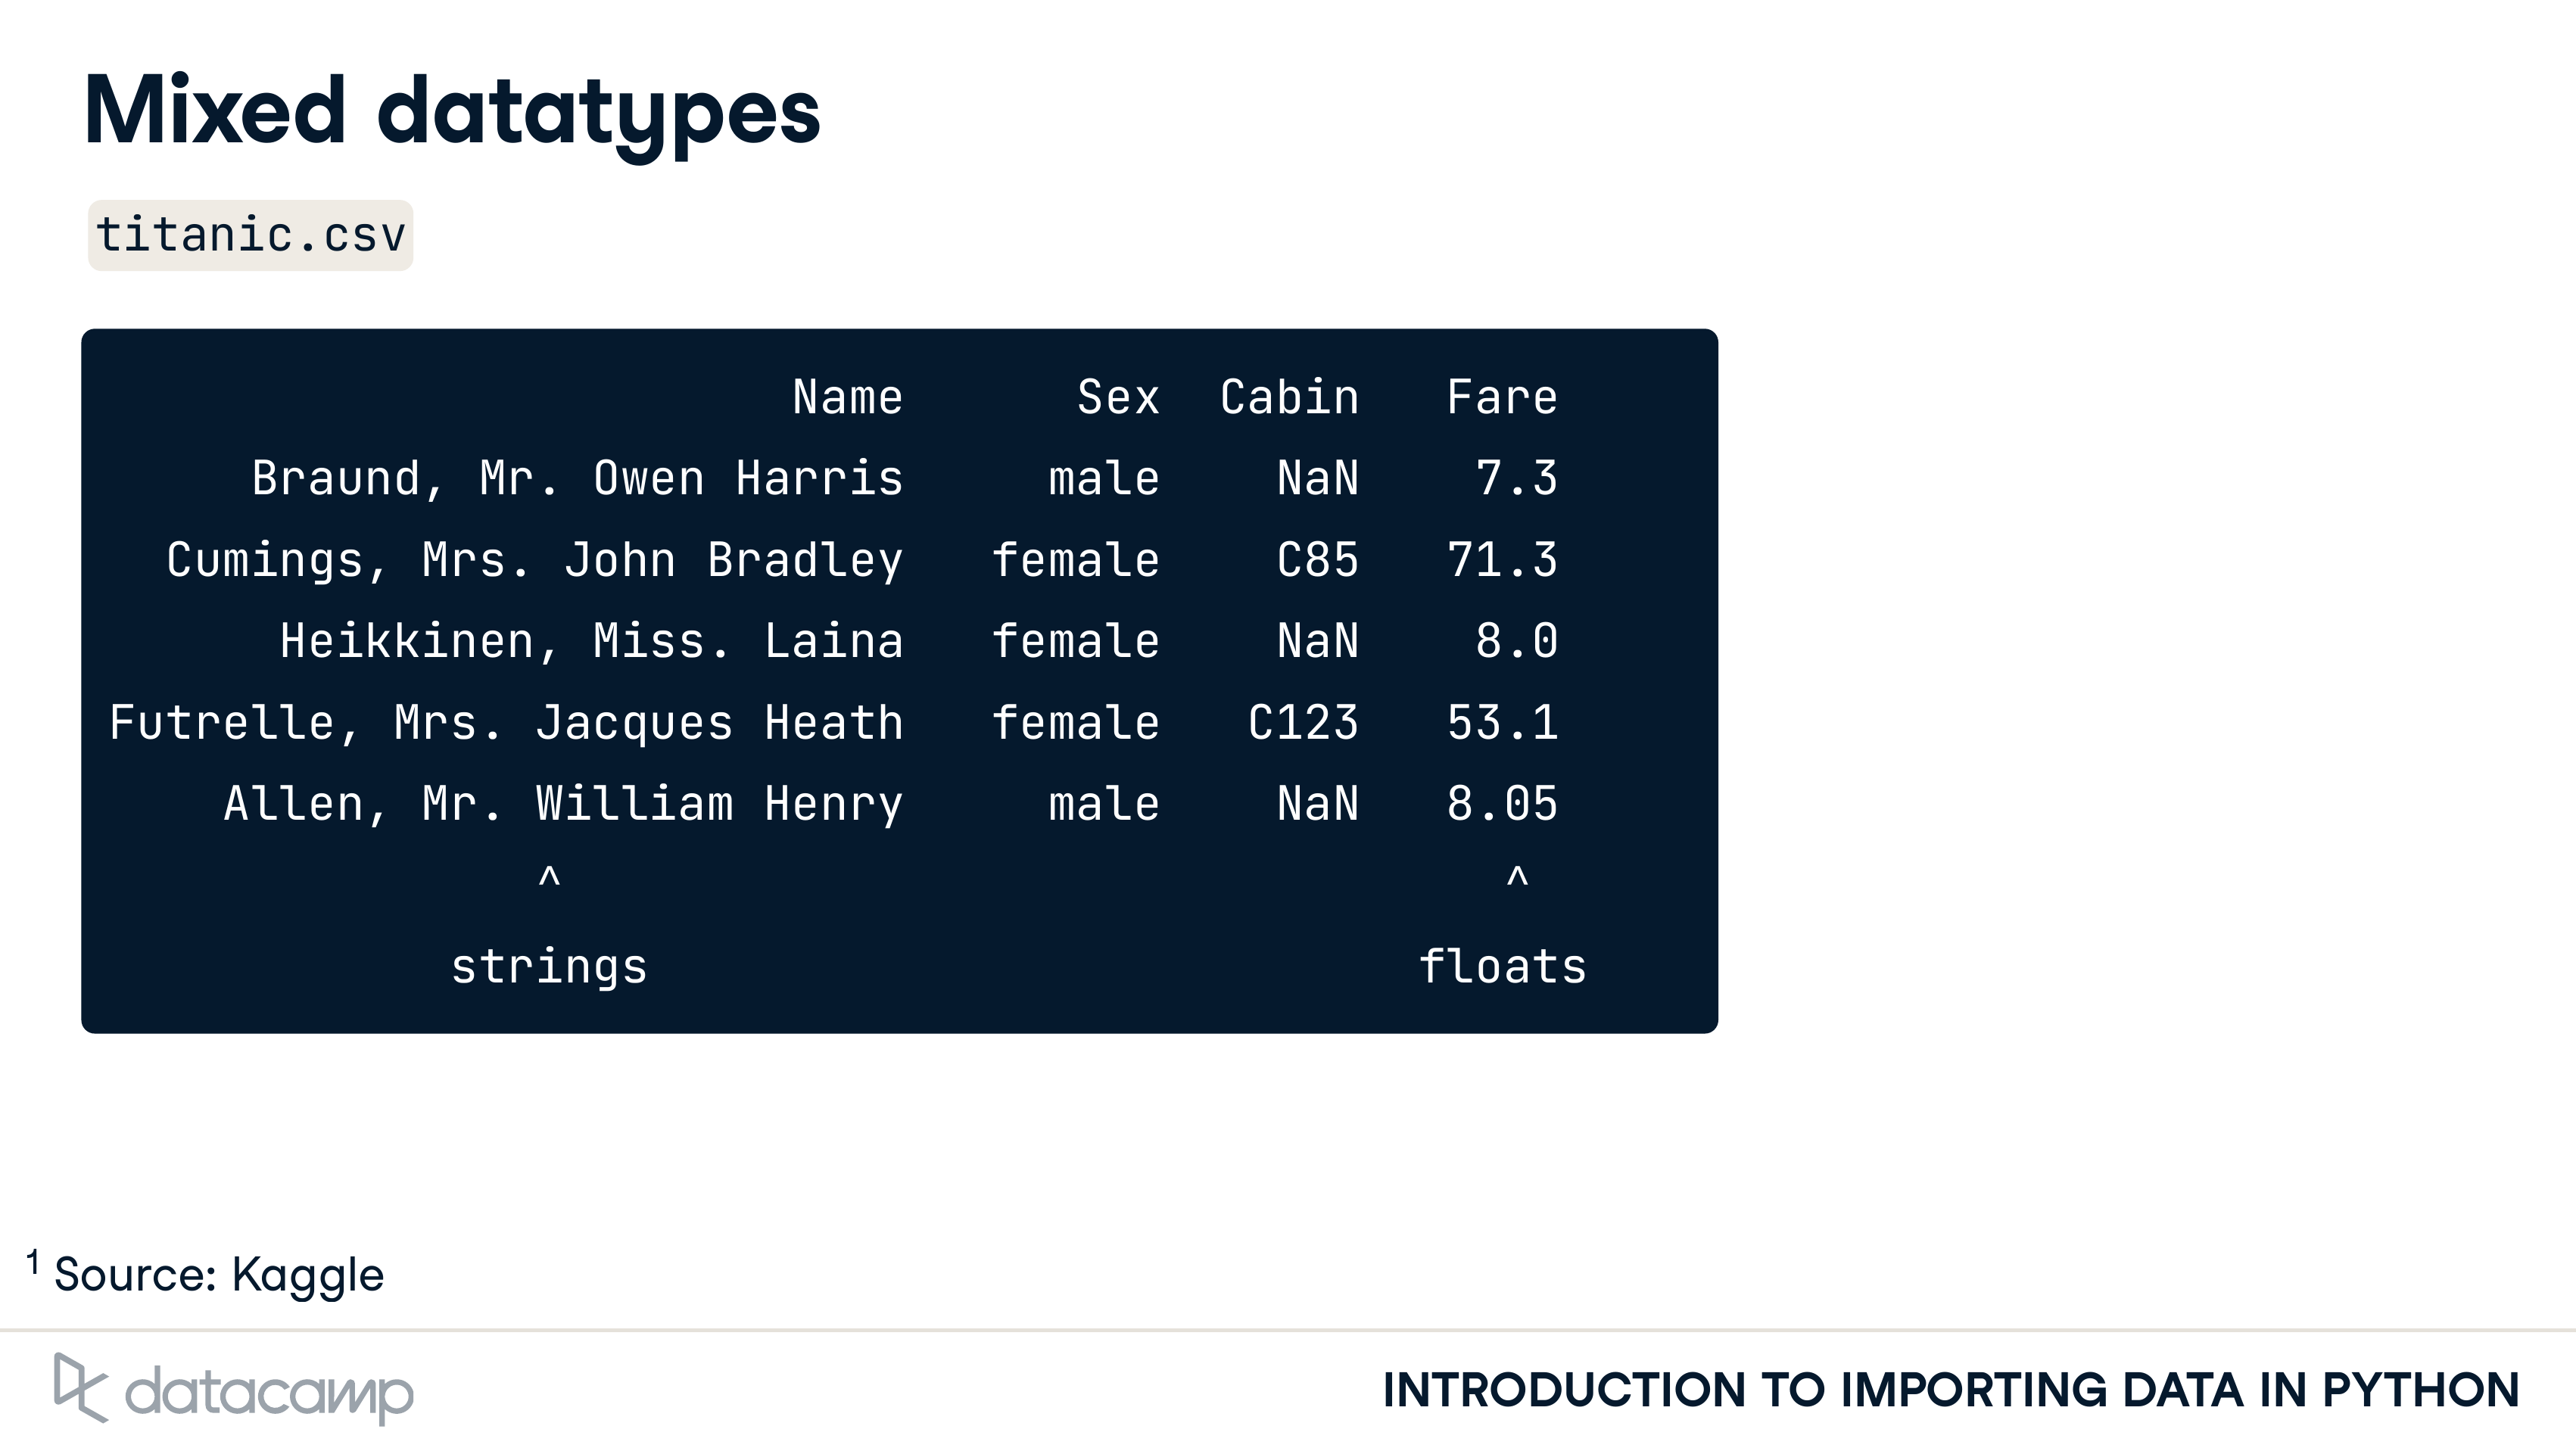 Mixed datatypes
titanic.csv
Name Sex Cabin Fare
Braund, Mr. Owen Harris male NaN 7.3
Cumings, Mrs. John Bradley female C85 71.3
Heikkinen, Miss. Laina female NaN 8.0
Futrelle, Mrs. Jacques Heath female C123 53.1
Allen, Mr. William Henry male NaN 8.05
^ ^
strings floats
1 Source: Kaggle
datacamp INTRODUCTION TO IMPORTING DATA IN PYTHON